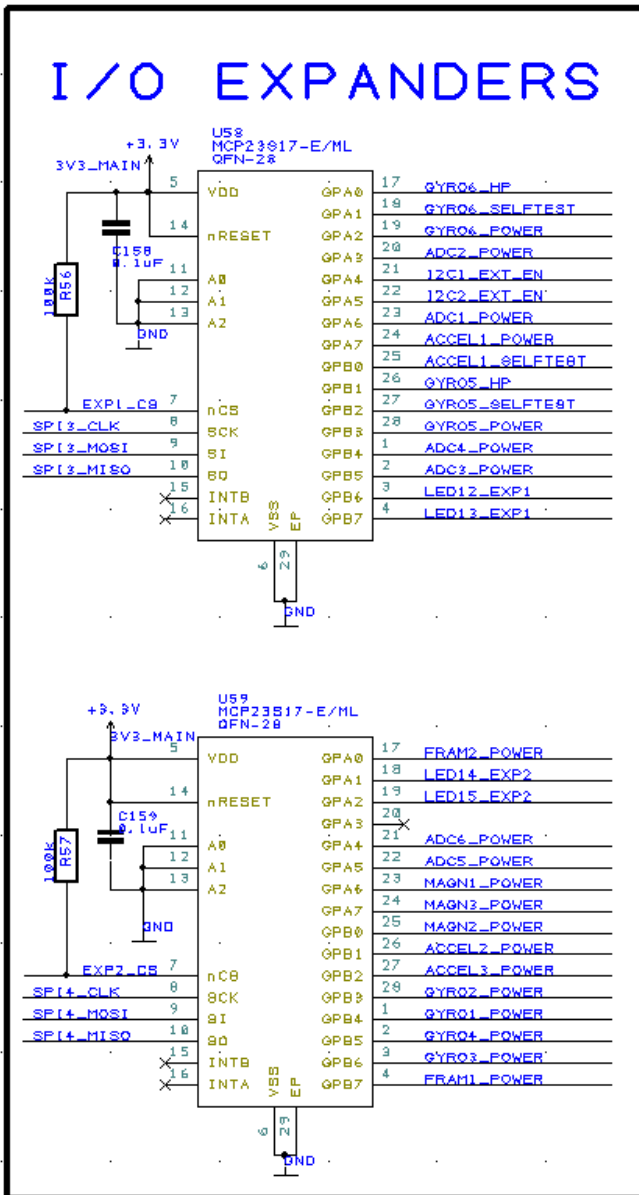 I/O EXPANDERS
U58
MCP23S17-E/ML
QFN-28
+3.3V
3V3_MAIN
5 VDD GPA0 17 GYRO6_HP
GPA1 18 GYRO6_SELFTEST
14 nRESET GPA2 19 GYRO6_POWER
GPA3 20 ADC2_POWER
C158
0.1uF
100k
R56
11 A0 GPA4 21 I2C1_EXT_EN
12 A1 GPA5 22 I2C2_EXT_EN
13 A2 GPA6 23 ADC1_POWER
GND
GPA7 24 ACCEL1_POWER
GPB0 25 ACCEL1_SELFTEST
GPB1 26 GYRO5_HP
EXP1_CS 7 nCS GPB2 27 GYRO5_SELFTEST
SPI3_CLK 8 SCK GPB3 28 GYRO5_POWER
SPI3_MOSI 9 SI GPB4 1 ADC4_POWER
SPI3_MISO 10 SO GPB5 2 ADC3_POWER
15 INTB GPB6 3 LED12_EXP1
16 INTA GPB7 4 LED13_EXP1
VSS EP
6 29
GND
U59
MCP23S17-E/ML
QFN-28
+3.3V
3V3_MAIN
5 VDD GPA0 17 FRAM2_POWER
GPA1 18 LED14_EXP2
14 nRESET GPA2 19 LED15_EXP2
GPA3 20
C159
0.1uF
100k
R57
11 A0 GPA4 21 ADC6_POWER
12 A1 GPA5 22 ADC5_POWER
13 A2 GPA6 23 MAGN1_POWER
GPA7 24 MAGN3_POWER
GND
GPB0 25 MAGN2_POWER
GPB1 26 ACCEL2_POWER
EXP2_CS 7 nCS GPB2 27 ACCEL3_POWER
SPI4_CLK 8 SCK GPB3 28 GYRO2_POWER
SPI4_MOSI 9 SI GPB4 1 GYRO1_POWER
SPI4_MISO 10 SO GPB5 2 GYRO4_POWER
15 INTB GPB6 3 GYRO3_POWER
16 INTA GPB7 4 FRAM1_POWER
VSS EP
6 29
GND